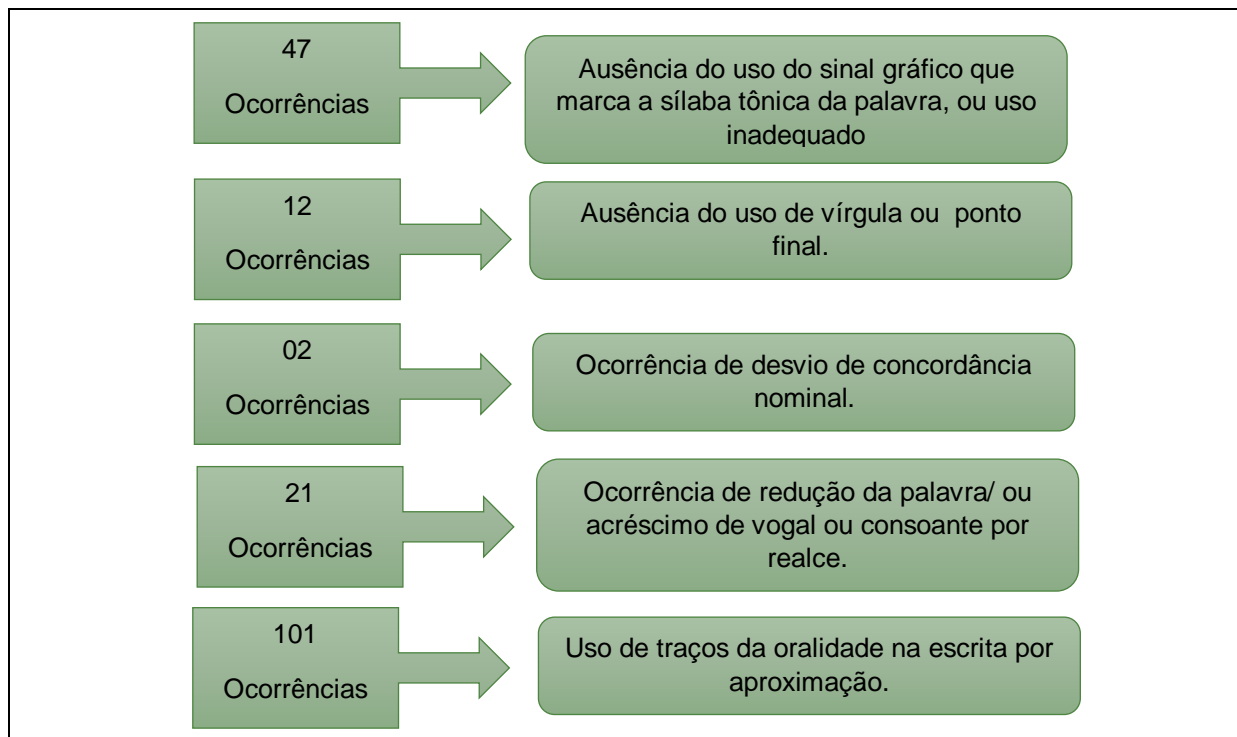 47
Ocorrências
Ausência do uso do sinal gráfico que
marca a sílaba tônica da palavra, ou uso
inadequado
12
Ocorrências
Ausência do uso de vírgula ou ponto
final.
02
Ocorrências
Ocorrência de desvio de concordância
nominal.
21
Ocorrências
Ocorrência de redução da palavra/ ou
acréscimo de vogal ou consoante por
realce.
101
Ocorrências
Uso de traços da oralidade na escrita por
aproximação.